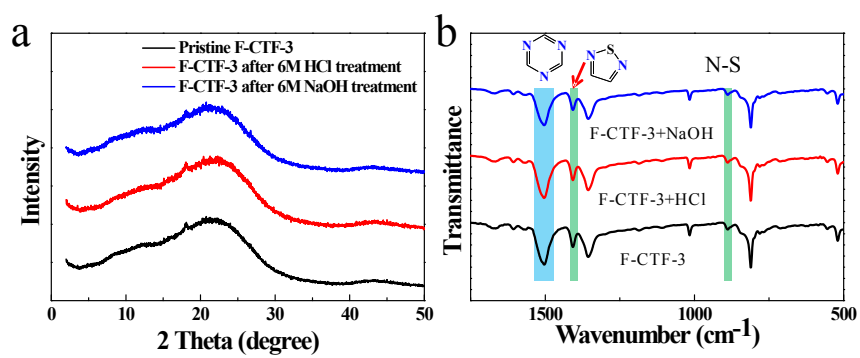 a
Pristine F-CTF-3
F-CTF-3 after 6M HCl treatment
F-CTF-3 after 6M NaOH treatment
Intensity
0 10 20 30 40 50
2 Theta (degree)
b
N N
N
S
N N
N-S
F-CTF-3+NaOH
F-CTF-3+HCl
F-CTF-3
Transmittance
1500 1000 500
Wavenumber (cm-1)